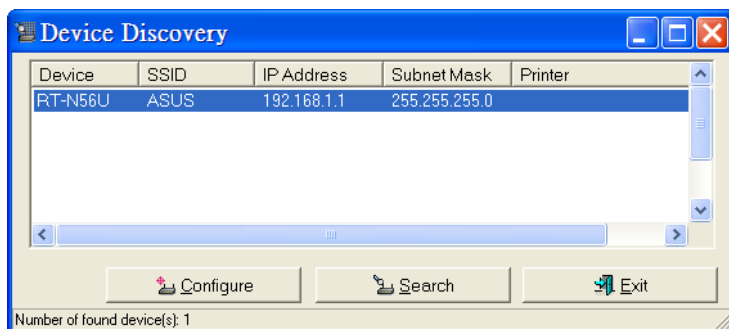 Device Discovery
Device SSID IP Address Subnet Mask Printer
RT-N56U ASUS 192.168.1.1 255.255.255.0
Configure Search Exit
Number of found device(s): 1